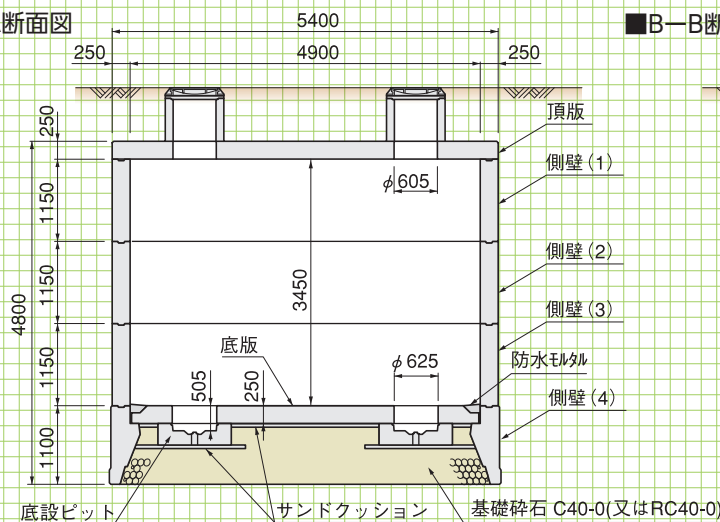 断面図
■B—B断
5400
250
4900
250
250
頂版
φ605
側壁(1)
1150
側壁(2)
1150
3450
4800
側壁(3)
底版
φ625
防水ﾓﾙﾀﾙ
1150
505
250
側壁(4)
1100
底設ピット
サンドクッション
基礎砕石 C40-0(又はRC40-0)